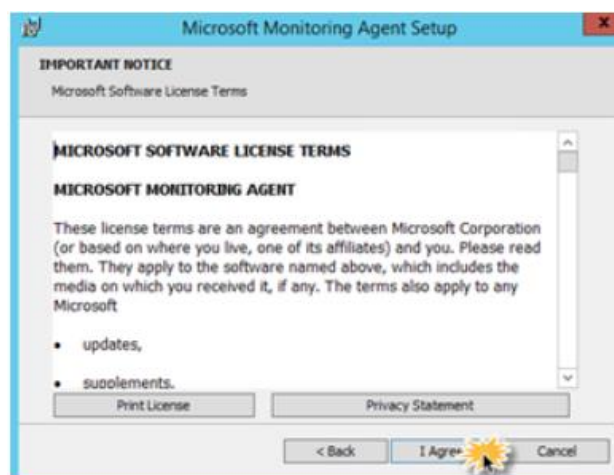 Microsoft Monitoring Agent Setup
IMPORTANT NOTICE
Microsoft Software License Terms
MICROSOFT SOFTWARE LICENSE TERMS
MICROSOFT MONITORING AGENT
These license terms are an agreement between Microsoft Corporation
(or based on where you live, one of its affiliates) and you. Please read
them. They apply to the software named above, which includes the
media on which you received it, if any. The terms also apply to any
Microsoft
• updates,
• supplements,
Print License Privacy Statement
< Back I Agree Cancel